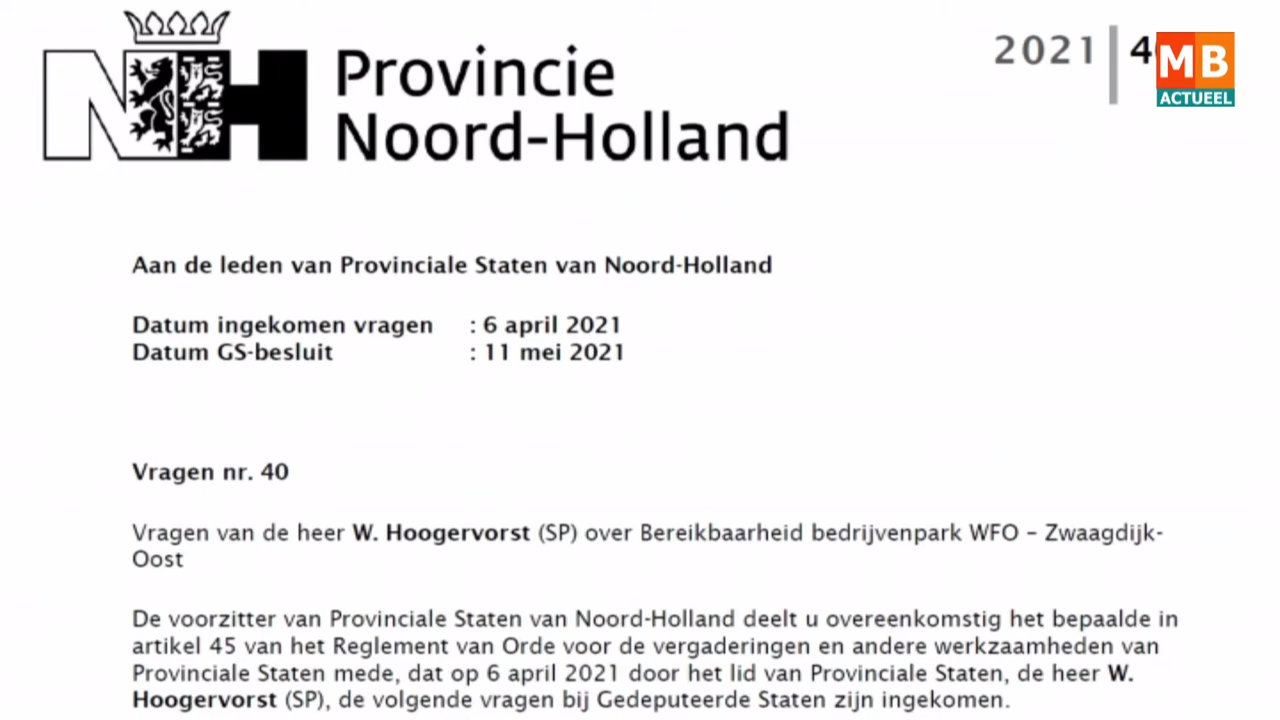 NH
Provincie
Noord-Holland
2021 | 4
MB
ACTUEEL
Aan de leden van Provinciale Staten van Noord-Holland
Datum ingekomen vragen : 6 april 2021
Datum GS-besluit : 11 mei 2021
Vragen nr. 40
Vragen van de heer W. Hoogervorst (SP) over Bereikbaarheid bedrijvenpark WFO – Zwaagdijk-
Oost
De voorzitter van Provinciale Staten van Noord-Holland deelt u overeenkomstig het bepaalde in
artikel 45 van het Reglement van Orde voor de vergaderingen en andere werkzaamheden van
Provinciale Staten mede, dat op 6 april 2021 door het lid van Provinciale Staten, de heer W.
Hoogervorst (SP), de volgende vragen bij Gedeputeerde Staten zijn ingekomen.